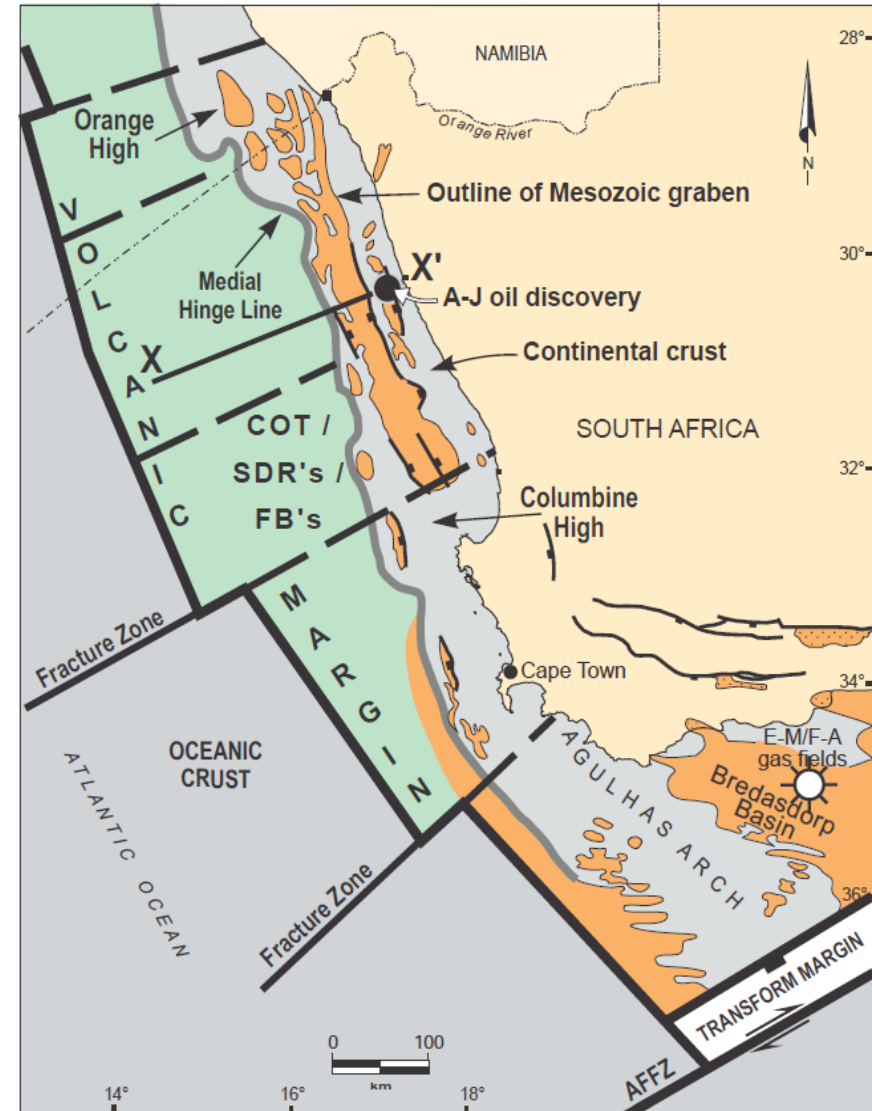 28°
NAMIBIA
Orange
High
Orange River
N
Outline of Mesozoic graben
VOLCANIC
30°
.X'
Medial
Hinge Line
A-J oil discovery
X
Continental crust
COT /
SDR's /
FB's
SOUTH AFRICA
32°
Columbine
High
MARGIN
Fracture Zone
Cape Town
34°
OCEANIC
CRUST
ATLANTIC OCEAN
E-M/F-A
gas fields
Bredasdorp
Basin
AGULHAS ARCH
Fracture Zone
36°
TRANSFORM MARGIN
0 100
km
AFFZ
14° 16° 18°